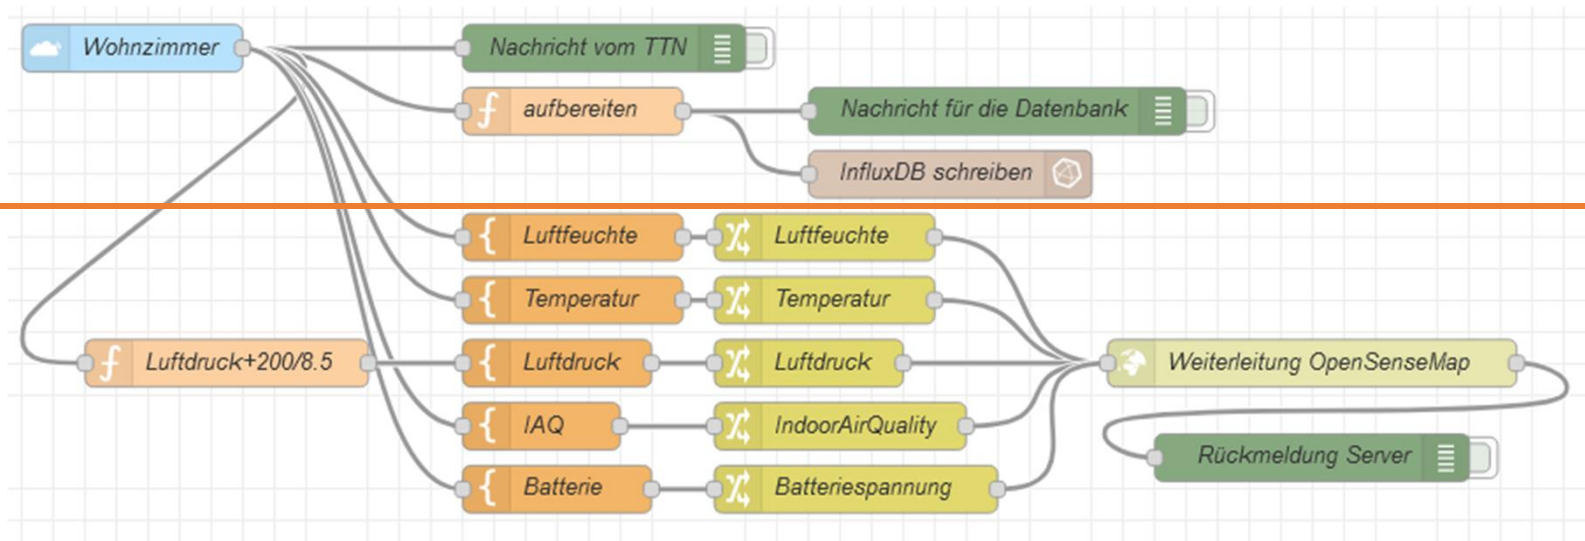 Wohnzimmer
Nachricht vom TTN
aufbereiten
Nachricht für die Datenbank
InfluxDB schreiben
Luftfeuchte
Luftfeuchte
Temperatur
Temperatur
Luftdruck+200/8.5
Luftdruck
Luftdruck
Weiterleitung OpenSenseMap
IAQ
IndoorAirQuality
Rückmeldung Server
Batterie
Batteriespannung